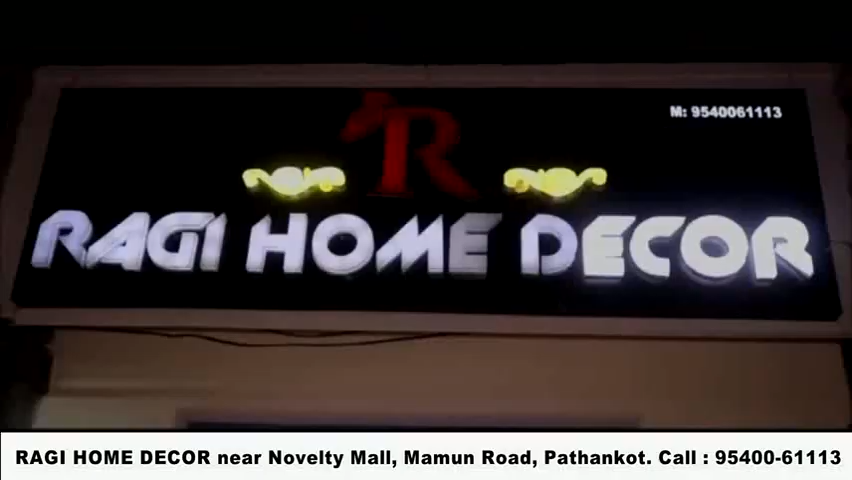 M: 9540061113
R
RAGI HOME DECOR
RAGI HOME DECOR near Novelty Mall, Mamun Road, Pathankot. Call : 95400-61113